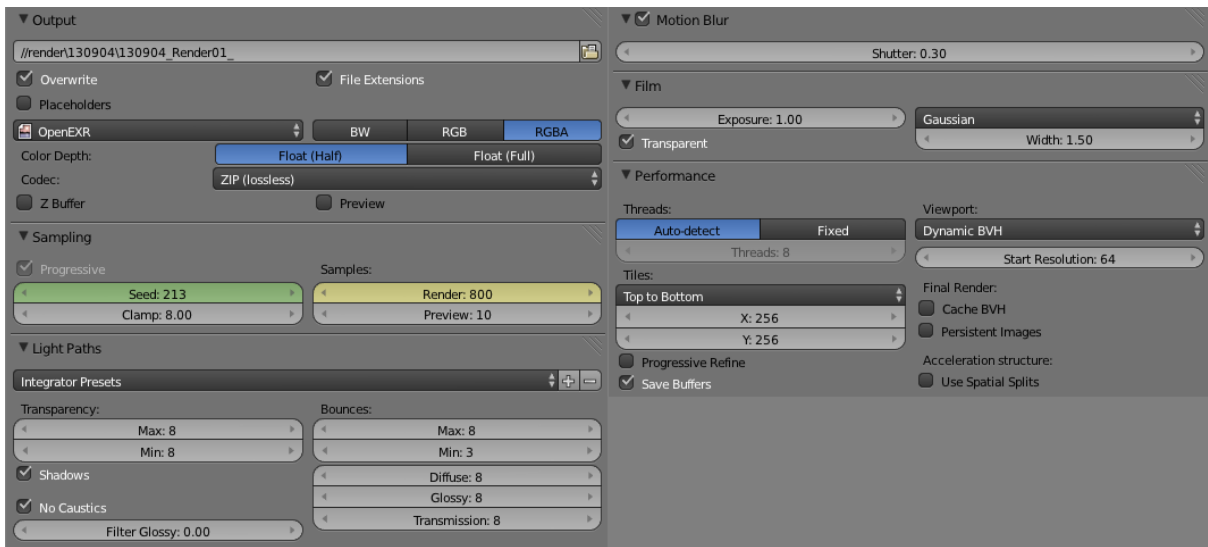 Output
//render\130904\130904_Render01_
Overwrite File Extensions
Placeholders
OpenEXR BW RGB RGBA
Color Depth: Float (Half) Float (Full)
Codec: ZIP (lossless)
Z Buffer Preview
Sampling
Progressive Samples:
Seed: 213 Render: 800
Clamp: 8.00 Preview: 10
Light Paths
Integrator Presets
Transparency: Bounces:
Max: 8 Max: 8
Min: 8 Min: 3
Shadows Diffuse: 8
Glossy: 8
No Caustics
Transmission: 8
Filter Glossy: 0.00
Motion Blur
Shutter: 0.30
Film
Exposure: 1.00 Gaussian
Transparent Width: 1.50
Performance
Threads: Viewport:
Auto-detect Fixed Dynamic BVH
Threads: 8 Start Resolution: 64
Tiles:
Top to Bottom Final Render:
X: 256 Cache BVH
Y: 256 Persistent Images
Progressive Refine Acceleration structure:
Save Buffers Use Spatial Splits